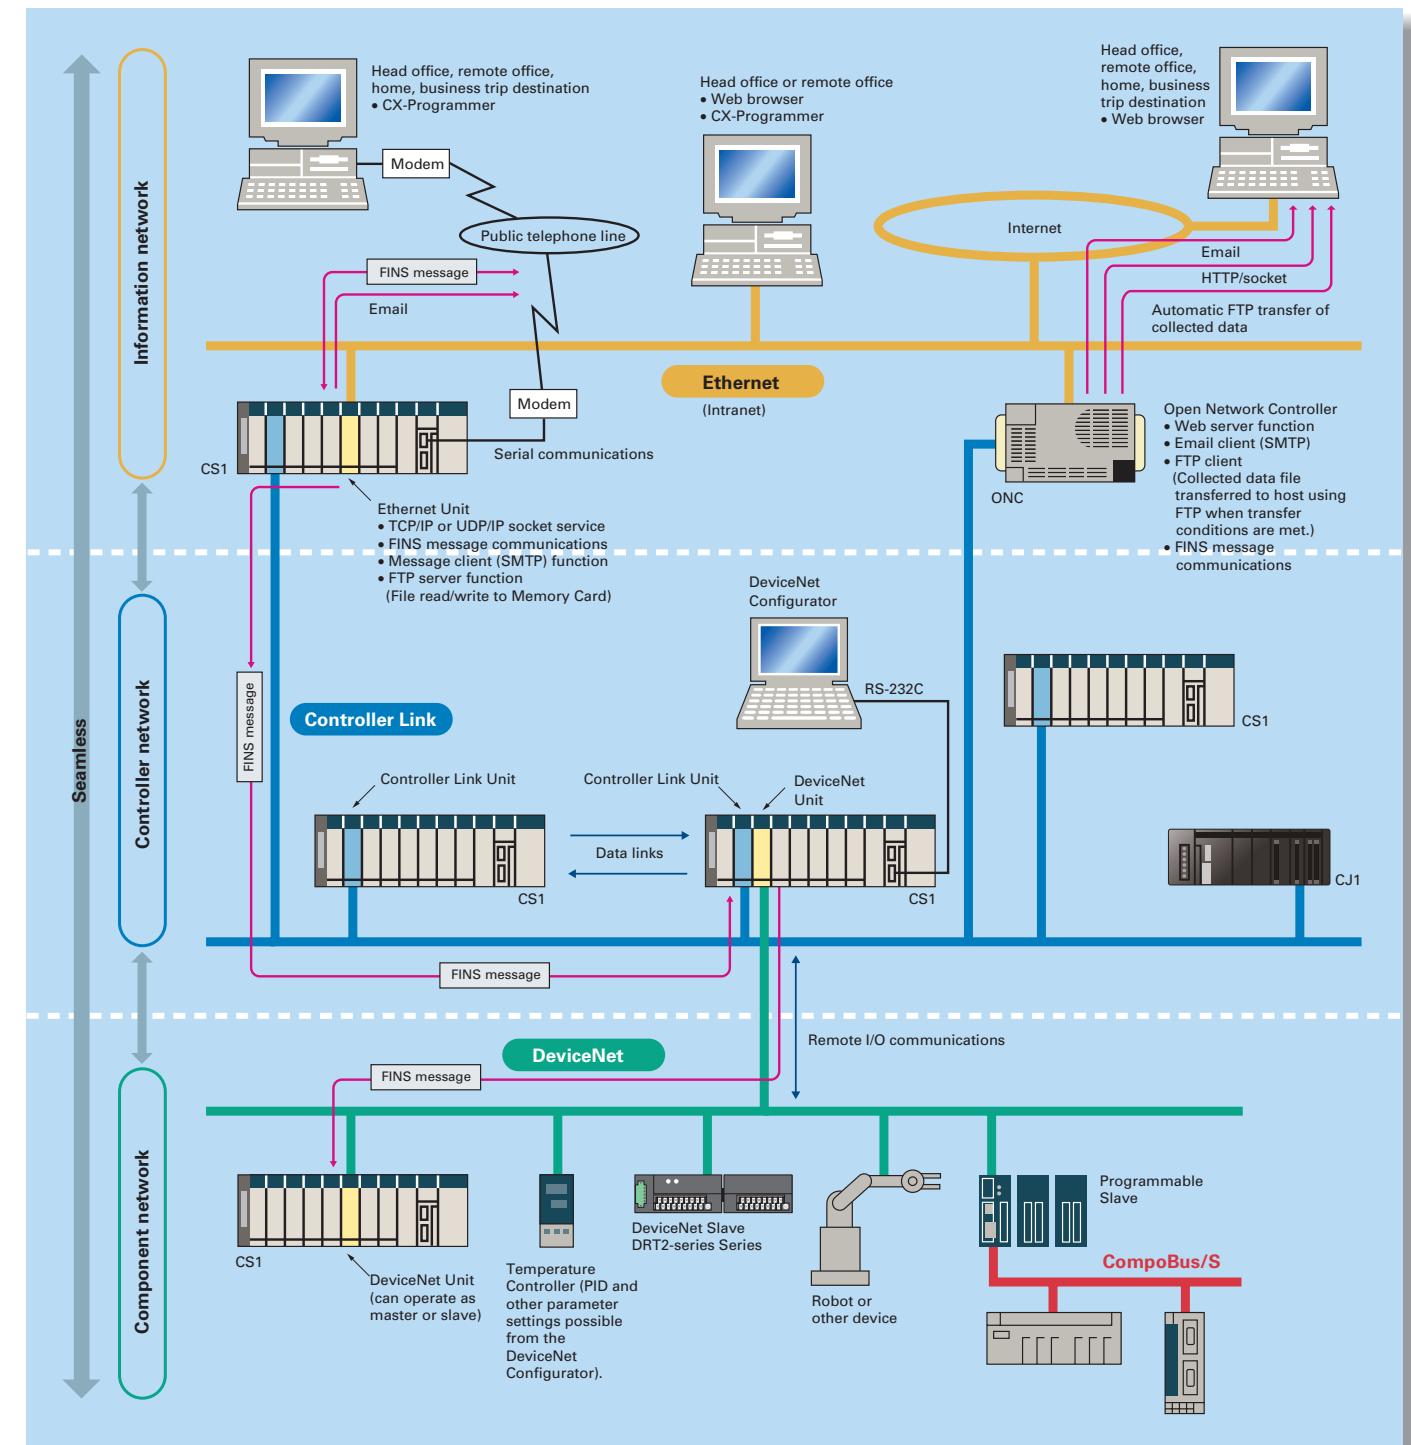 Head office, remote office,
home, business trip destination
• CX-Programmer
Modem
Public telephone line
FINS message
Email
Head office or remote office
• Web browser
• CX-Programmer
Head office,
remote office,
home, business
trip destination
• Web browser
Internet
Email
HTTP/socket
Automatic FTP transfer of
collected data
Information network
Ethernet
(Intranet)
Modem
Serial communications
CS1
Ethernet Unit
• TCP/IP or UDP/IP socket service
• FINS message communications
• Message client (SMTP) function
• FTP server function
(File read/write to Memory Card)
ONC
Open Network Controller
• Web server function
• Email client (SMTP)
• FTP client
(Collected data file
transferred to host using
FTP when transfer
conditions are met.)
• FINS message
communications
Seamless
Controller network
FINS message
Controller Link
DeviceNet
Configurator
RS-232C
CS1
Controller Link Unit
Controller Link Unit
DeviceNet
Unit
Data links
CS1
CS1
CJ1
FINS message
Remote I/O communications
Component network
DeviceNet
FINS message
CS1
DeviceNet Unit
(can operate as
master or slave)
Temperature
Controller (PID and
other parameter
settings possible
from the
DeviceNet
Configurator).
DeviceNet Slave
DRT2-series Series
Robot or
other device
Programmable
Slave
CompoBus/S